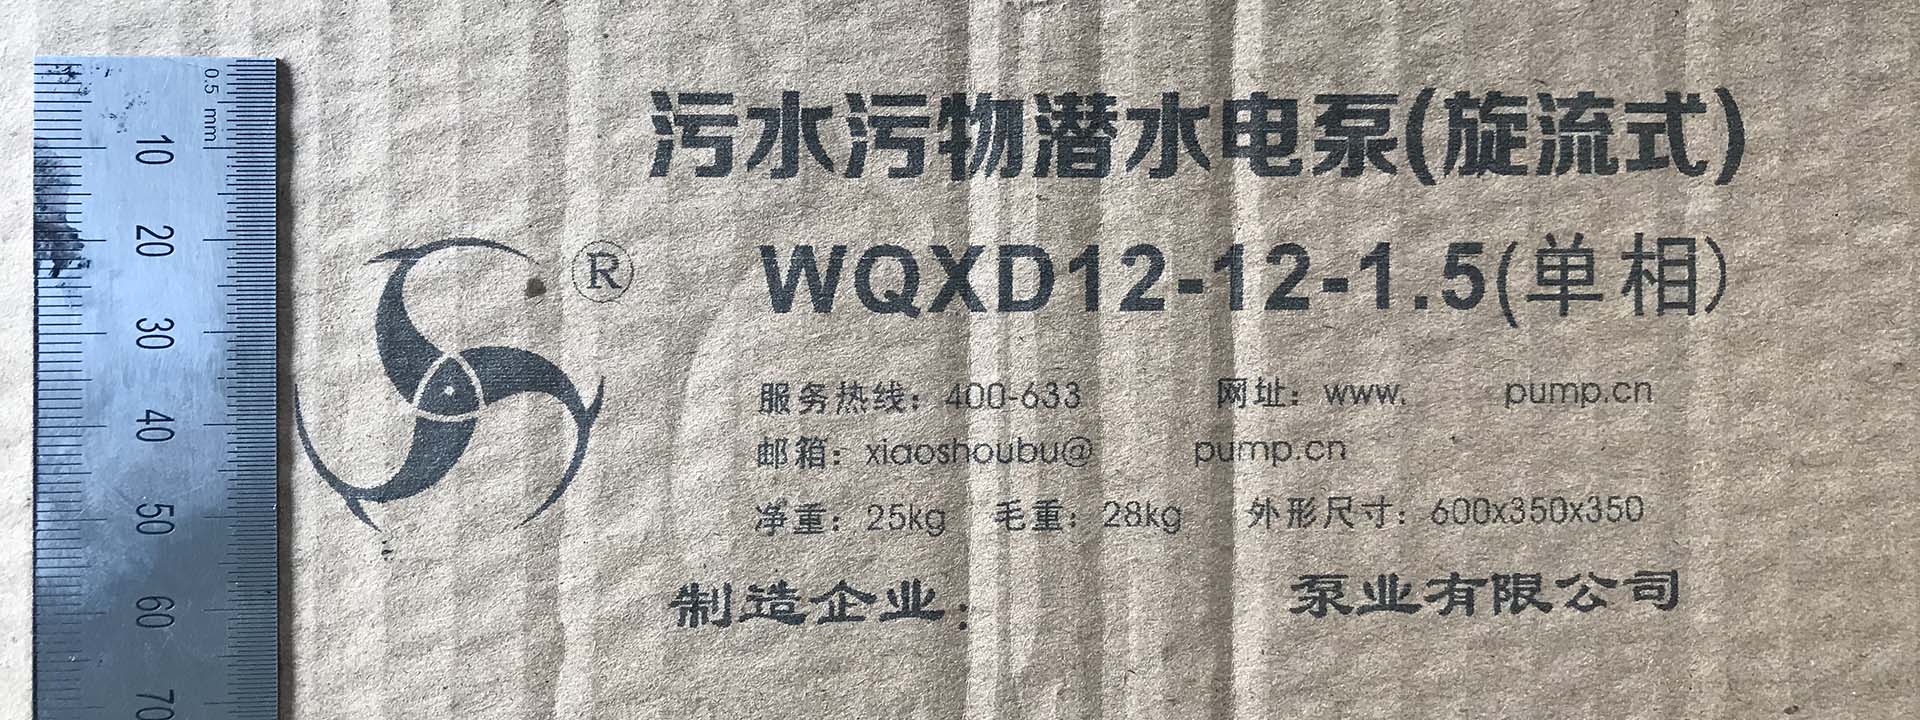 污水污物潜水电泵(旋流式)
WQXD12-12-1.5(单相)
®
服务热线：400-633 网址：www. pump.cn
邮箱：xiaoshoubu@ pump.cn
净重：25kg 毛重：28kg 外形尺寸：600x350x350
制造企业： 泵业有限公司
0.5 mm
10
20
30
40
50
60
70